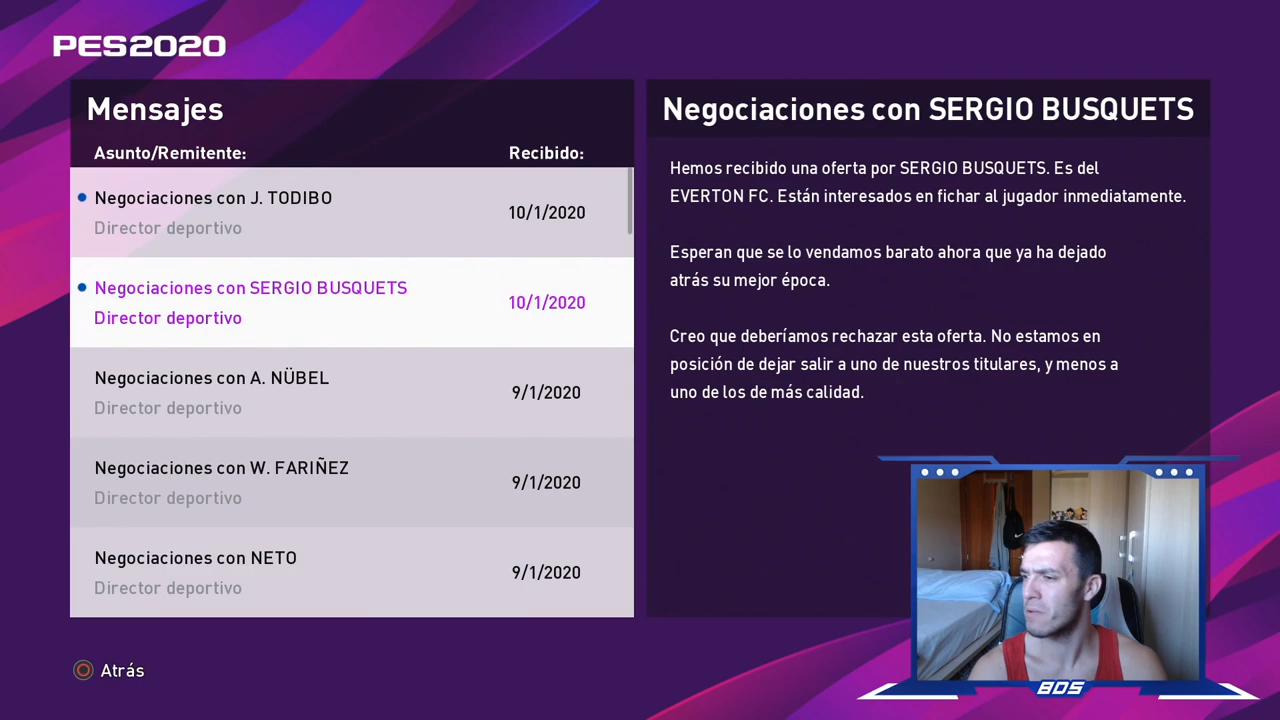 PES2020
Mensajes
Asunto/Remitente:
Recibido:
Negociaciones con J. TODIBO
Director deportivo
10/1/2020
Negociaciones con SERGIO BUSQUETS
Director deportivo
10/1/2020
Negociaciones con A. NÜBEL
Director deportivo
9/1/2020
Negociaciones con W. FARIÑEZ
Director deportivo
9/1/2020
Negociaciones con NETO
Director deportivo
9/1/2020
Negociaciones con SERGIO BUSQUETS
Hemos recibido una oferta por SERGIO BUSQUETS. Es del
EVERTON FC. Están interesados en fichar al jugador inmediatamente.
Esperan que se lo vendamos barato ahora que ya ha dejado
atrás su mejor época.
Creo que deberíamos rechazar esta oferta. No estamos en
posición de dejar salir a uno de nuestros titulares, y menos a
uno de los de más calidad.
Atrás
BDS